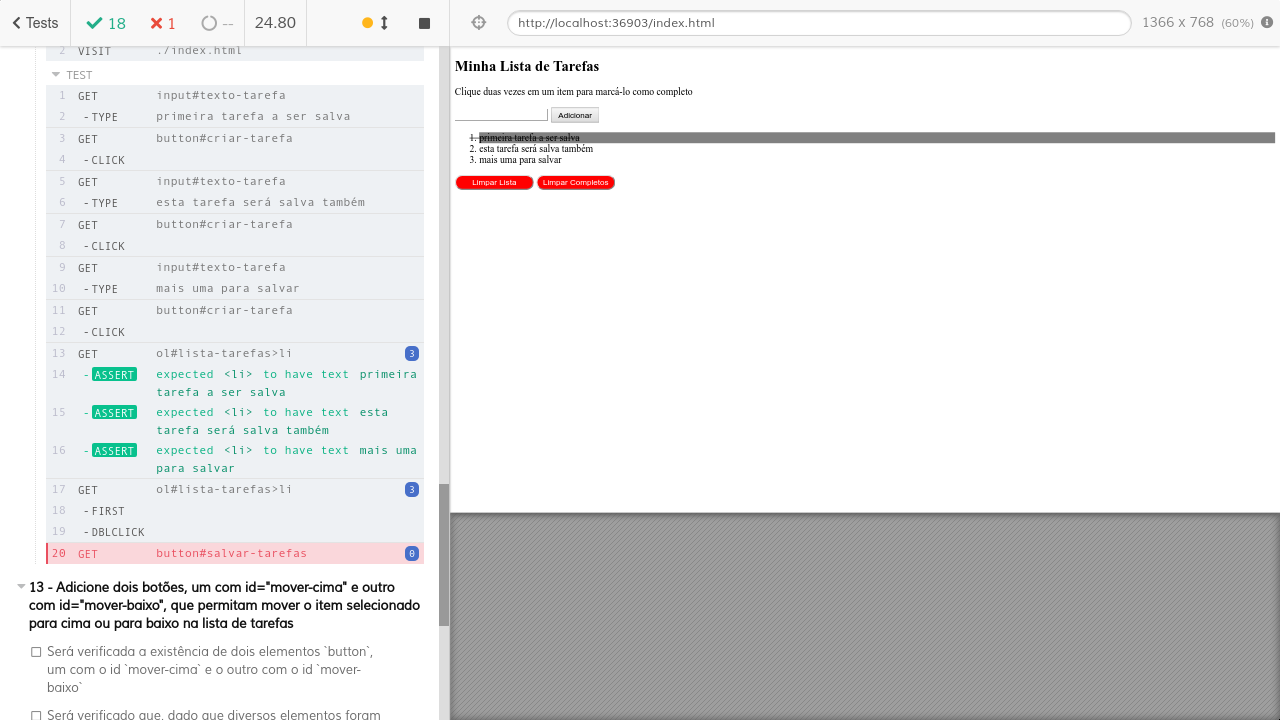 Tests
18
1
--
24.80
http://localhost:36903/index.html
1366 x 768 (60%)
2 VISIT ./index.html
TEST
1 GET input#texto-tarefa
2 -TYPE primeira tarefa a ser salva
3 GET button#criar-tarefa
4 -CLICK
5 GET input#texto-tarefa
6 -TYPE esta tarefa será salva também
7 GET button#criar-tarefa
8 -CLICK
9 GET input#texto-tarefa
10 -TYPE mais uma para salvar
11 GET button#criar-tarefa
12 -CLICK
13 GET ol#lista-tarefas>li 3
14 -ASSERT expected <li> to have text primeira
tarefa a ser salva
15 -ASSERT expected <li> to have text esta
tarefa será salva também
16 -ASSERT expected <li> to have text mais uma
para salvar
17 GET ol#lista-tarefas>li 3
18 -FIRST
19 -DBLCLICK
20 GET button#salvar-tarefas 0
13 - Adicione dois botões, um com id="mover-cima" e outro
com id="mover-baixo", que permitam mover o item selecionado
para cima ou para baixo na lista de tarefas
Será verificada a existência de dois elementos `button`,
um com o id `mover-cima` e o outro com o id `mover-
baixo`
Será verificado que, dado que diversos elementos foram
Minha Lista de Tarefas
Clique duas vezes em um item para marcá-lo como completo
Adicionar
1. primeira tarefa a ser salva
2. esta tarefa será salva também
3. mais uma para salvar
Limpar Lista
Limpar Completos